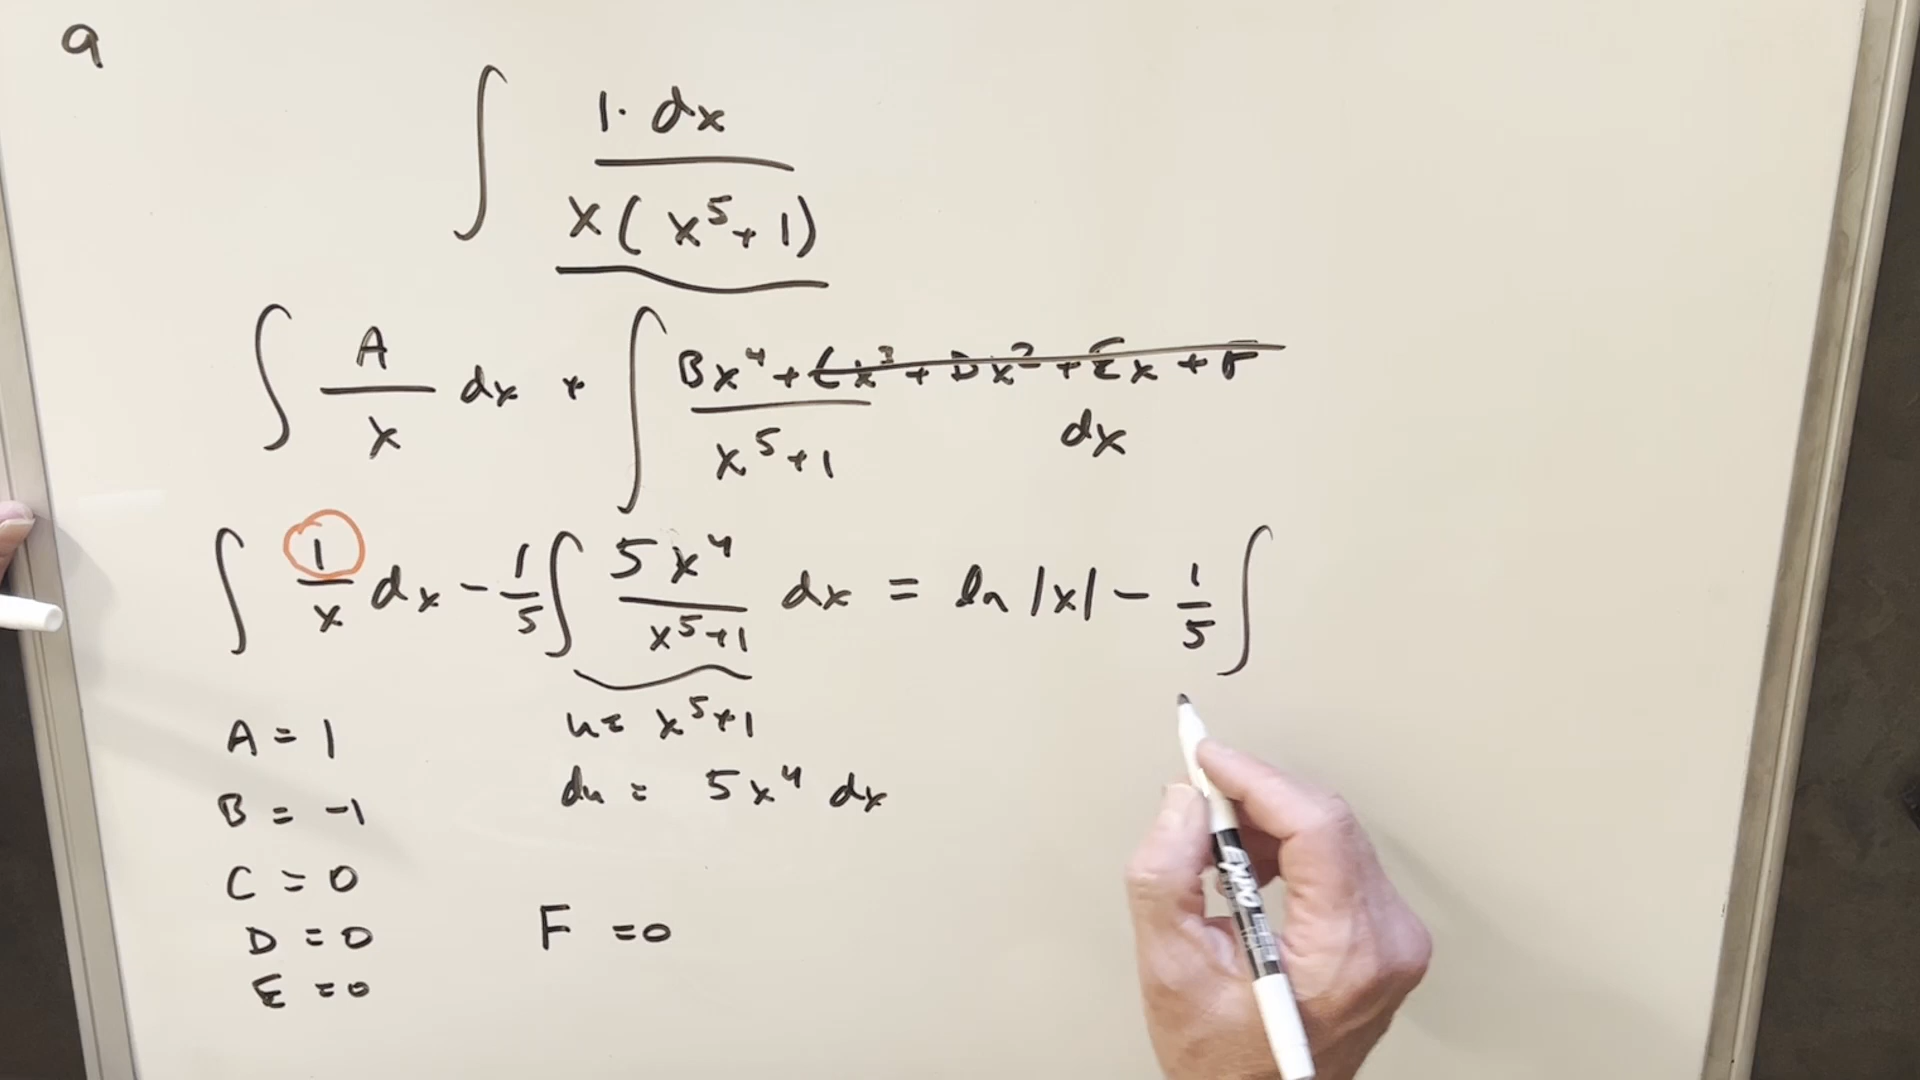 9
∫ 1· dx / x( x⁵+ 1)
∫ A / x dx + ∫ Bx⁴ + Cx³ + Dx² + Ex + F / x⁵+1 dx
∫ 1 / x dx - 1/5 ∫ 5x⁴ / x⁵+1 dx = ln |x| - 1/5 ∫
A = 1
B = -1
C = 0
D = 0
E = 0
u = x⁵+1
du = 5x⁴ dx
F = 0
EXPO